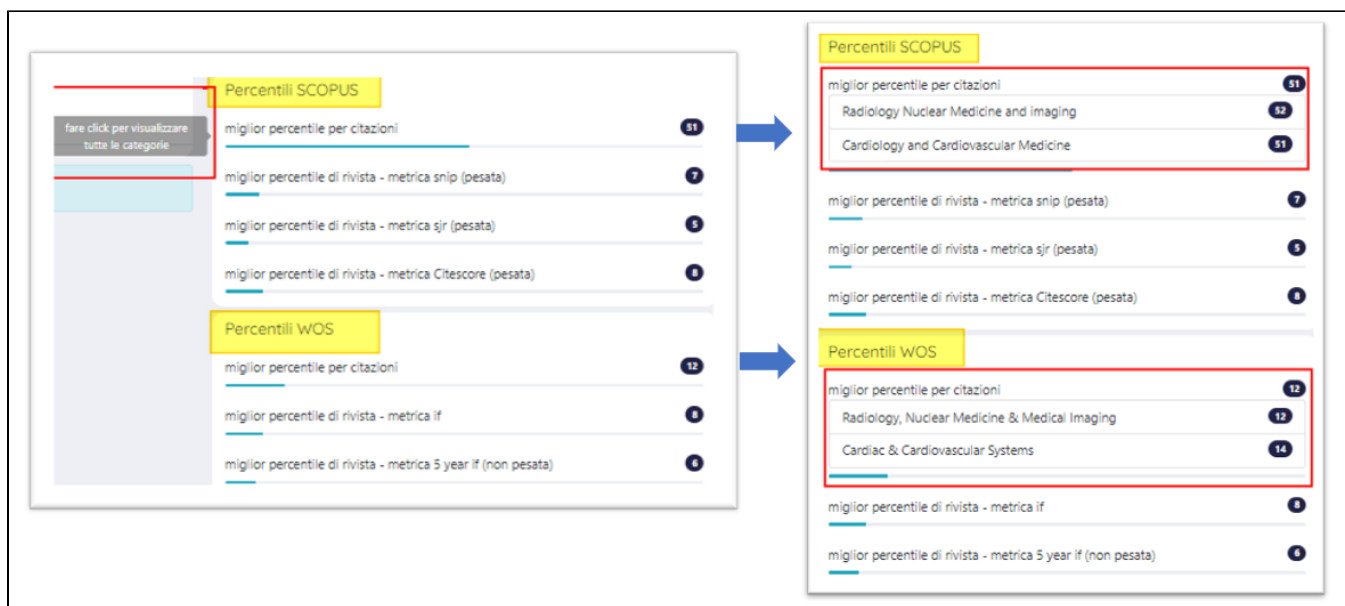 Percentili SCOPUS
fare click per visualizzare
tutte le categorie
miglior percentile per citazioni 51
miglior percentile di rivista - metrica snip (pesata) 7
miglior percentile di rivista - metrica sjr (pesata) 5
miglior percentile di rivista - metrica Citescore (pesata) 8
Percentili WOS
miglior percentile per citazioni 12
miglior percentile di rivista - metrica if 8
miglior percentile di rivista - metrica 5 year if (non pesata) 6
Percentili SCOPUS
miglior percentile per citazioni 51
Radiology Nuclear Medicine and imaging 52
Cardiology and Cardiovascular Medicine 51
miglior percentile di rivista - metrica snip (pesata) 7
miglior percentile di rivista - metrica sjr (pesata) 5
miglior percentile di rivista - metrica Citescore (pesata) 8
Percentili WOS
miglior percentile per citazioni 12
Radiology, Nuclear Medicine & Medical Imaging 12
Cardiac & Cardiovascular Systems 14
miglior percentile di rivista - metrica if 8
miglior percentile di rivista - metrica 5 year if (non pesata) 6